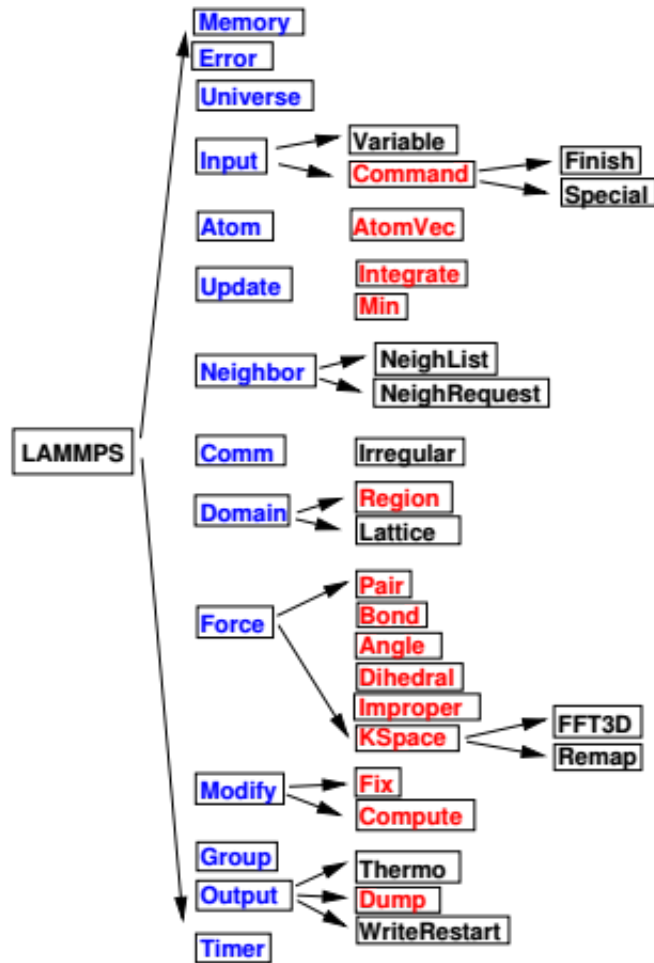 Memory
Error
Universe
Input
Variable
Command
Finish
Special
Atom
AtomVec
Update
Integrate
Min
Neighbor
NeighList
NeighRequest
LAMMPS
Comm
Irregular
Domain
Region
Lattice
Force
Pair
Bond
Angle
Dihedral
Improper
KSpace
FFT3D
Remap
Modify
Fix
Compute
Group
Output
Thermo
Dump
WriteRestart
Timer